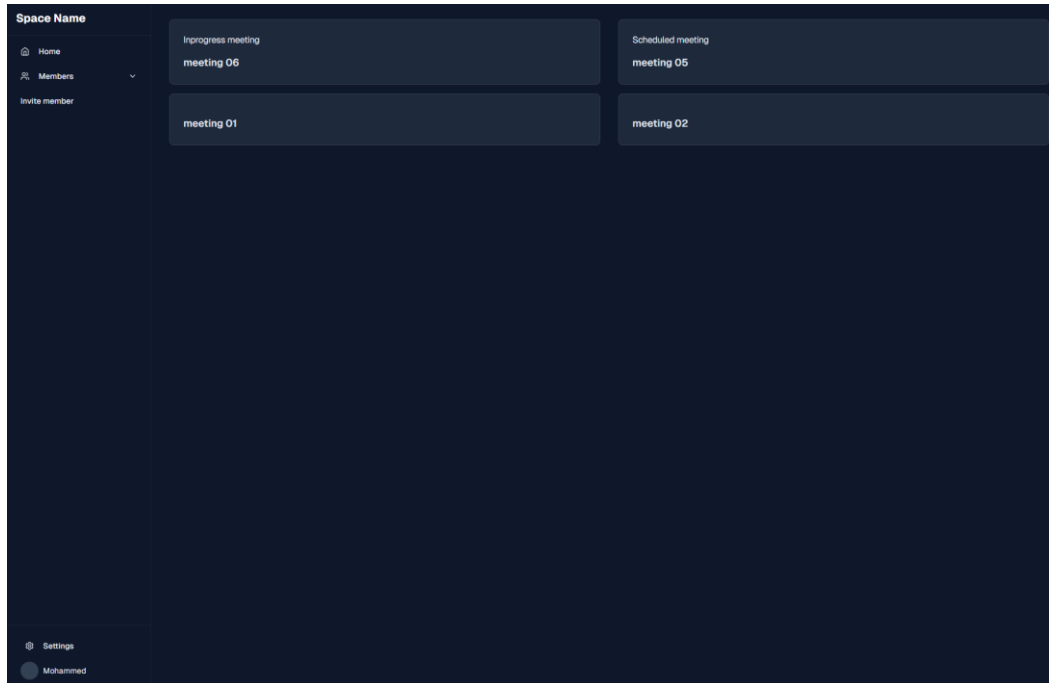 Space Name
Home
Members
Invite member
Settings
Mohammed
Inprogress meeting
meeting 06
Scheduled meeting
meeting 05
meeting 01
meeting 02